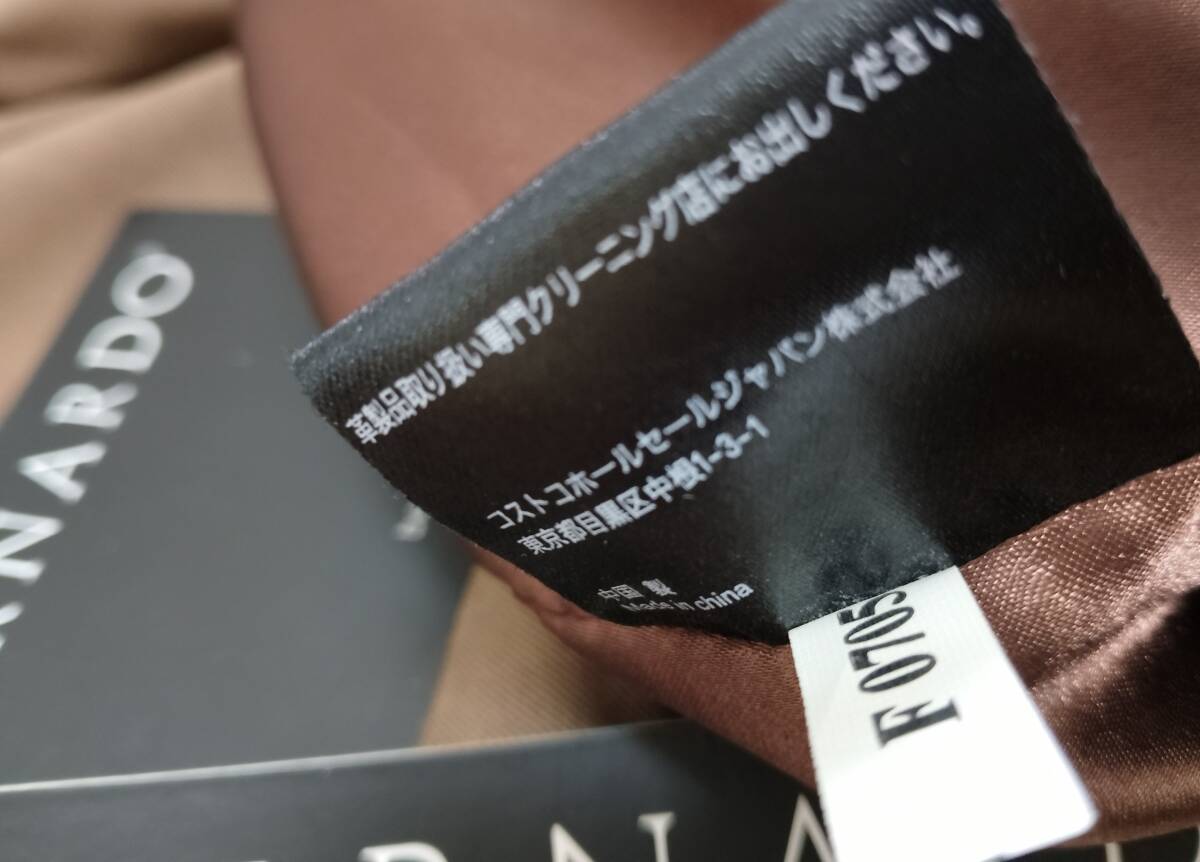 革製品取り扱い専門クリーニング店にお出しください。
コストコホールセールジャパン株式会社
東京都目黒区中根1-3-1
中国 製
Made in china
F 0705
RNARDO
RNA